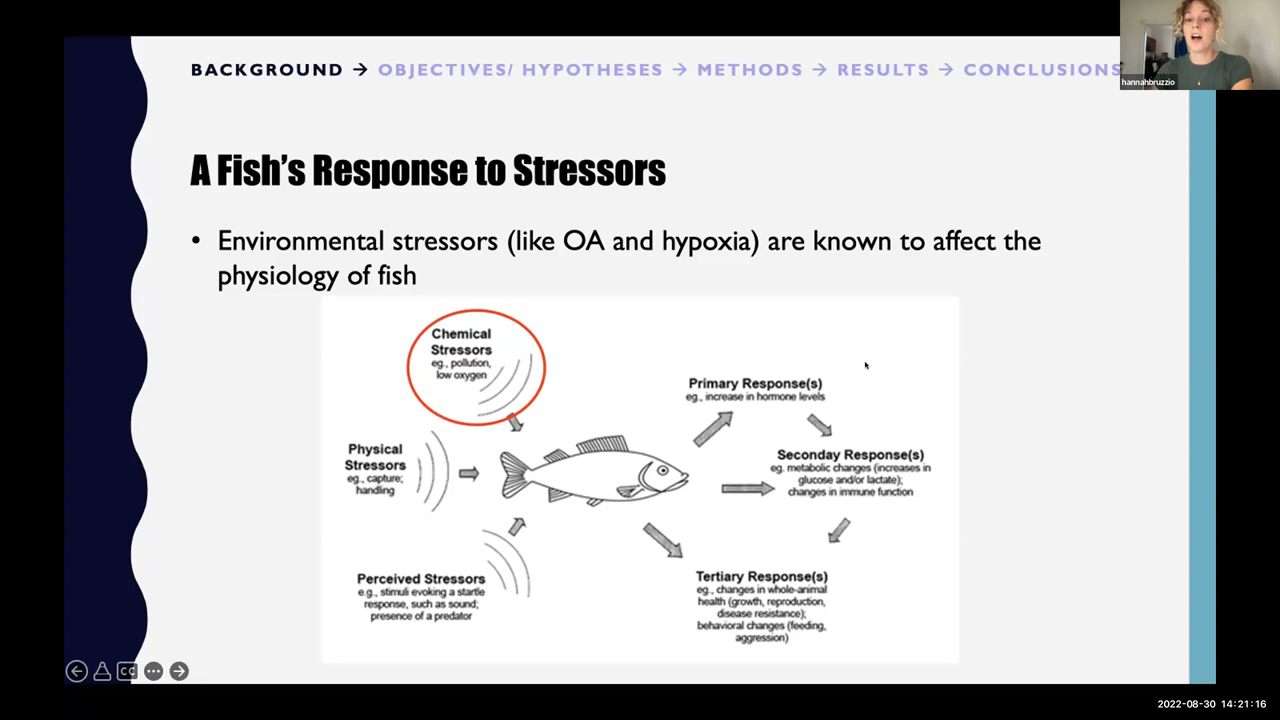 BACKGROUND → OBJECTIVES/ HYPOTHESES → METHODS → RESULTS → CONCLUSIONS
hannahbruzzio
A Fish's Response to Stressors
• Environmental stressors (like OA and hypoxia) are known to affect the
physiology of fish
Chemical
Stressors
eg., pollution,
low oxygen
Physical
Stressors
eg., capture;
handling
Perceived Stressors
e.g., stimuli evoking a startle
response, such as sound;
presence of a predator
Primary Response(s)
eg., increase in hormone levels
Seconday Response(s)
eg. metabolic changes (increases in
glucose and/or lactate);
changes in immune function
Tertiary Response(s)
eg., changes in whole-animal
health (growth, reproduction,
disease resistance);
behavioral changes (feeding,
aggression)
CC
2022-08-30 14:21:16